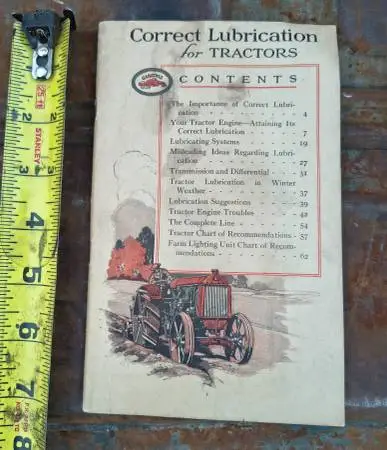 Correct Lubrication
for TRACTORS
GARGOYLE
CONTENTS
The Importance of Correct Lubri-
cation - - - - - - - - 4
Your Tractor Engine—Attaining Its
Correct Lubrication - - - - 7
Lubricating Systems - - - - 19
Misleading Ideas Regarding Lubri-
cation - - - - - - - - 27
Transmission and Differential - - 31
Tractor Lubrication in Winter
Weather - - - - - - - 37
Lubrication Suggestions - - - 39
Tractor Engine Troubles - - - 42
The Complete Line - - - - 54
Tractor Chart of Recommendations - 57
Farm Lighting Unit Chart of Recom-
mendations - - - - - - 62
25 ft
STANLEY
2
3
4
5
6
7
8